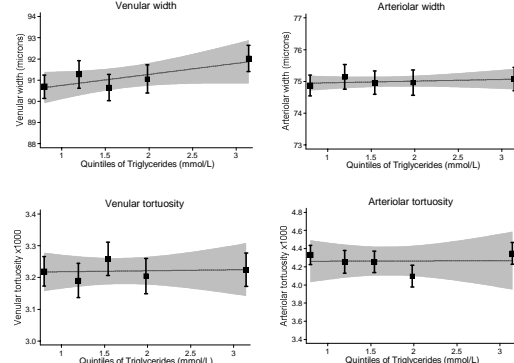 Venular width
94
93
92
91
90
88
Venular width (microns)
1 1.5 2 2.5 3
Quintiles of Triglycerides (mmol/L)
Arteriolar width
77
75
73
Arteriolar width (microns)
1 1.5 2 2.5 3
Quintiles of Triglycerides (mmol/L)
Venular tortuosity
3.4
3.3
3.2
3.1
3.0
Venular tortuosity x1000
1 1.5 2 2.5 3
Quintiles of Triglycerides (mmol/L)
Arteriolar tortuosity
4.8
4.6
4.4
4.2
4.0
3.8
3.6
3.4
Arteriolar tortuosity x1000
1 1.5 2 2.5 3
Quintiles of Triglycerides (mmol/L)